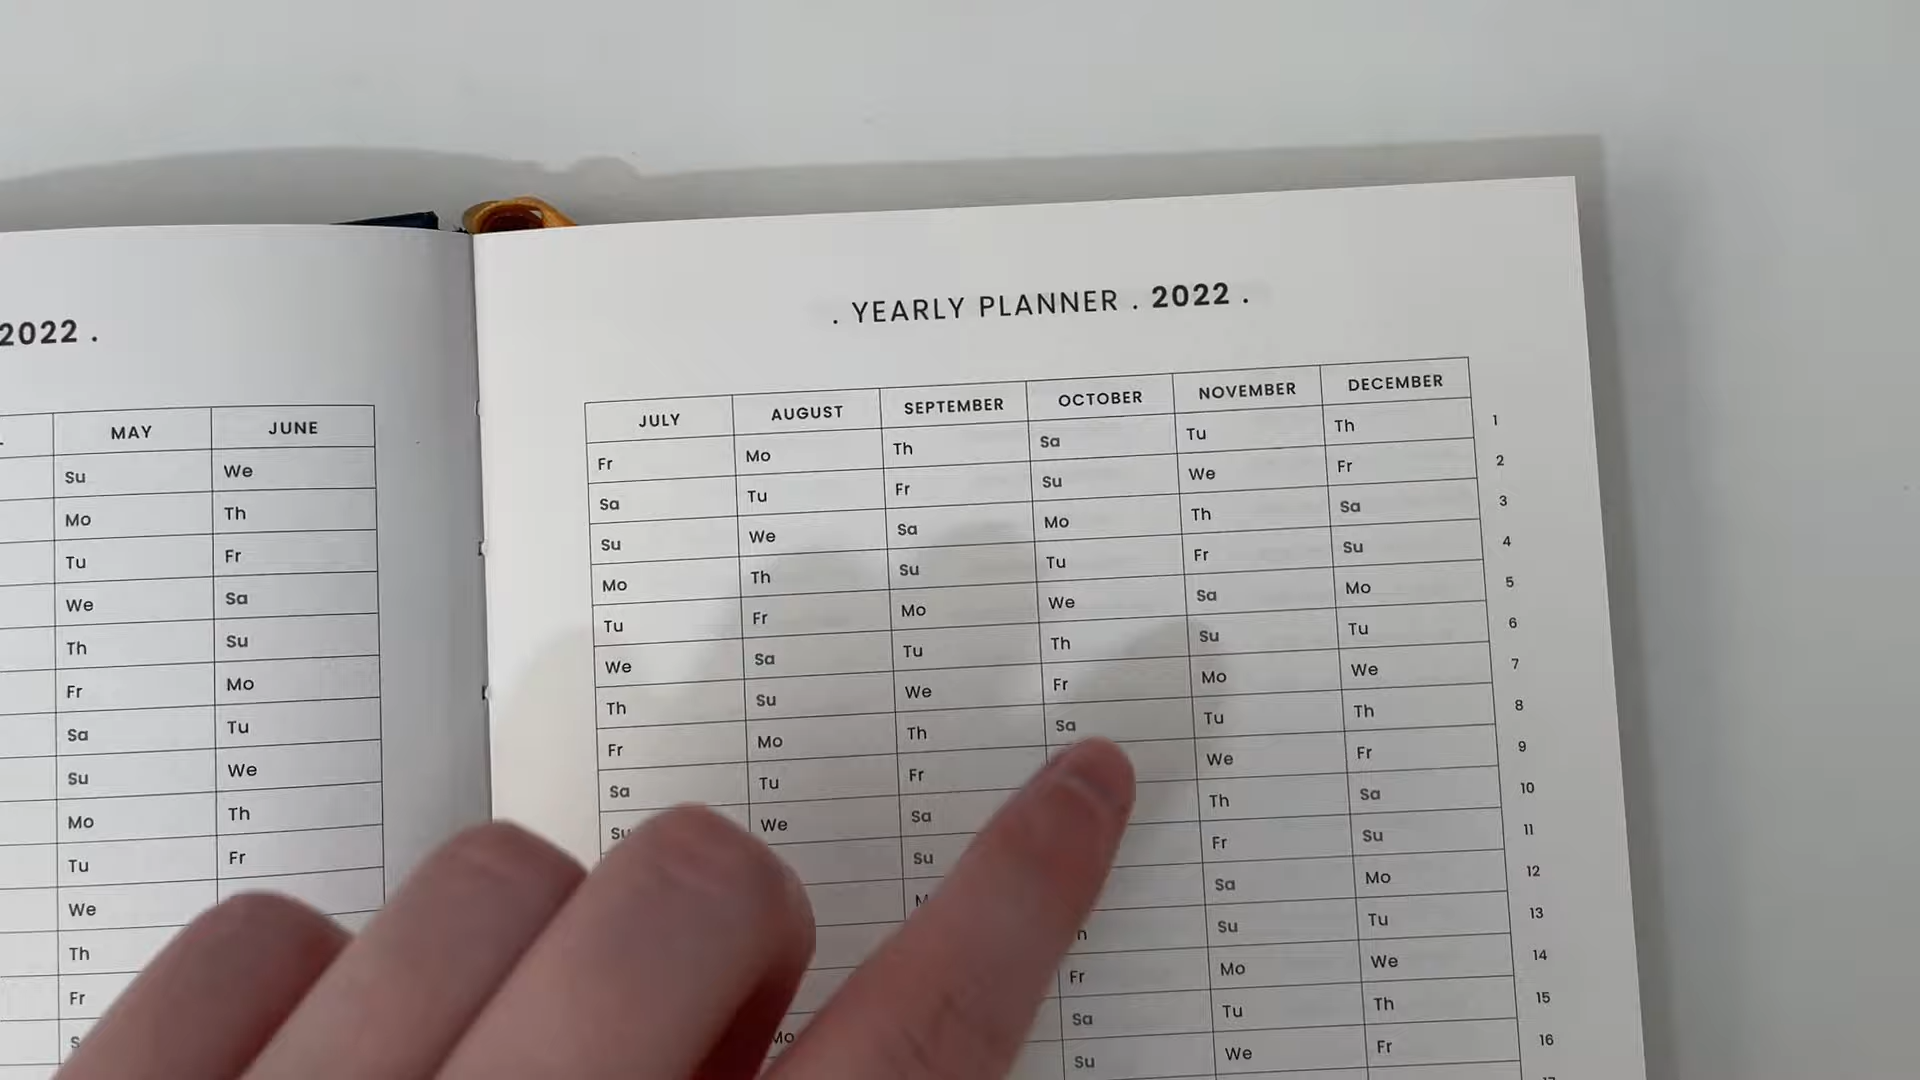 2022 .
MAY JUNE
Su We
Mo Th
Tu Fr
We Sa
Th Su
Fr Mo
Sa Tu
Su We
Mo Th
Tu Fr
We
Th
Fr
. YEARLY PLANNER . 2022 .
JULY AUGUST SEPTEMBER OCTOBER NOVEMBER DECEMBER
Fr Mo Th Sa Tu Th 1
Sa Tu Fr Su We Fr 2
Su We Sa Mo Th Sa 3
Mo Th Su Tu Fr Su 4
Tu Fr Mo We Sa Mo 5
We Sa Tu Th Su Tu 6
Th Su We Fr Mo We 7
Fr Mo Th Sa Tu Th 8
Sa Tu Fr We Fr 9
Su We Sa Th Sa 10
Su Fr Su 11
Sa Mo 12
Su Tu 13
Fr Mo We 14
Sa Tu Th 15
Mo Su We Fr 16